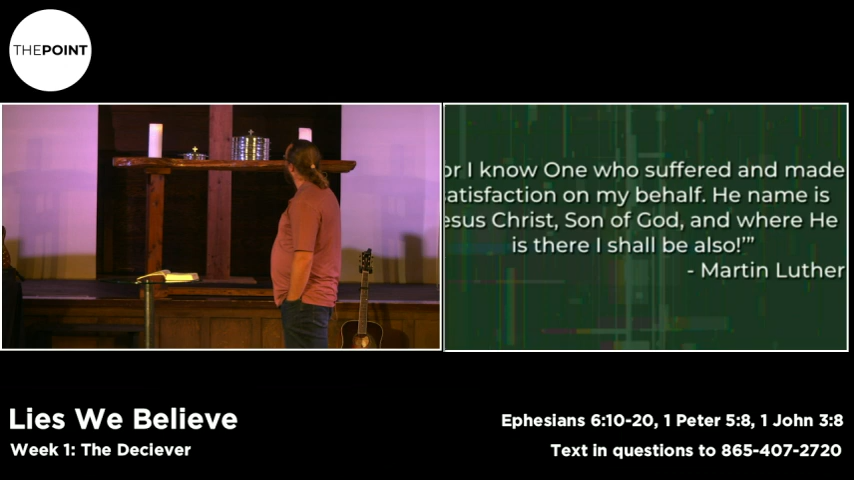 THEPOINT
or I know One who suffered and made
atisfaction on my behalf. He name is
esus Christ, Son of God, and where He
is there I shall be also!'"
- Martin Luther
Lies We Believe
Week 1: The Deciever
Ephesians 6:10-20, 1 Peter 5:8, 1 John 3:8
Text in questions to 865-407-2720